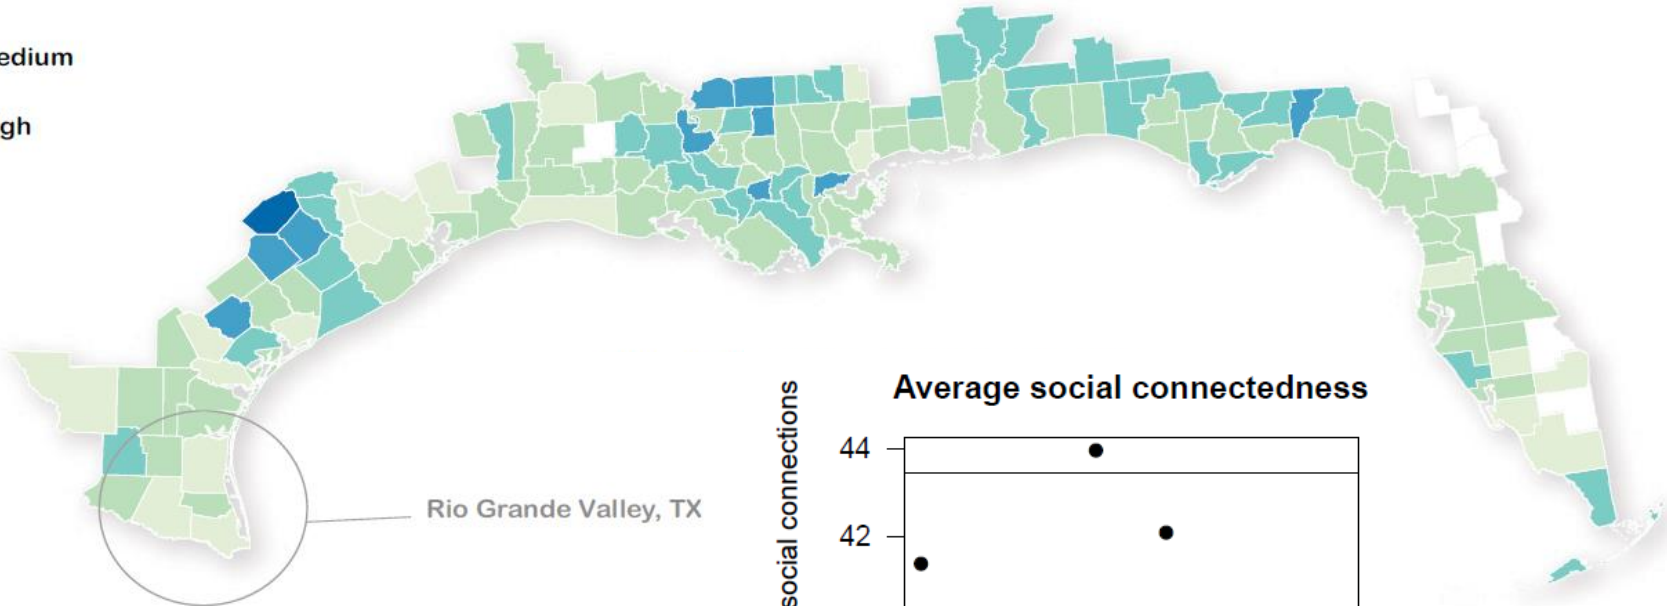 edium
gh
Rio Grande Valley, TX
Average social connectedness
social connections
44
42